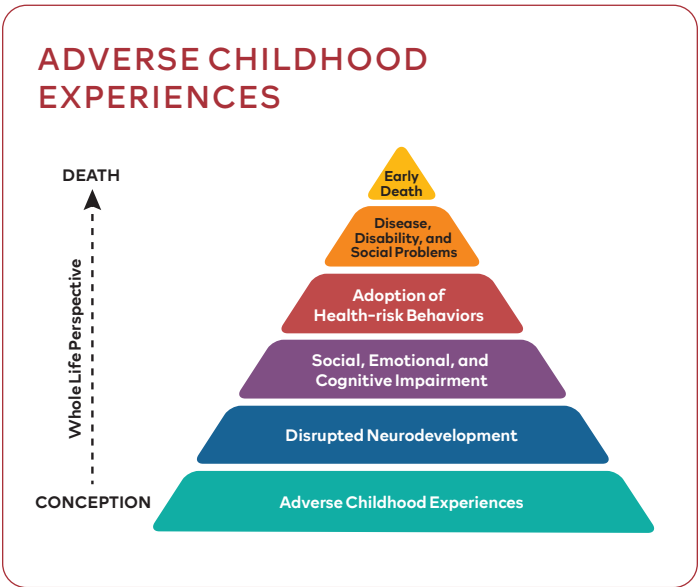 ADVERSE CHILDHOOD
EXPERIENCES
DEATH
Whole Life Perspective
CONCEPTION
Early
Death
Disease,
Disability, and
Social Problems
Adoption of
Health-risk Behaviors
Social, Emotional, and
Cognitive Impairment
Disrupted Neurodevelopment
Adverse Childhood Experiences